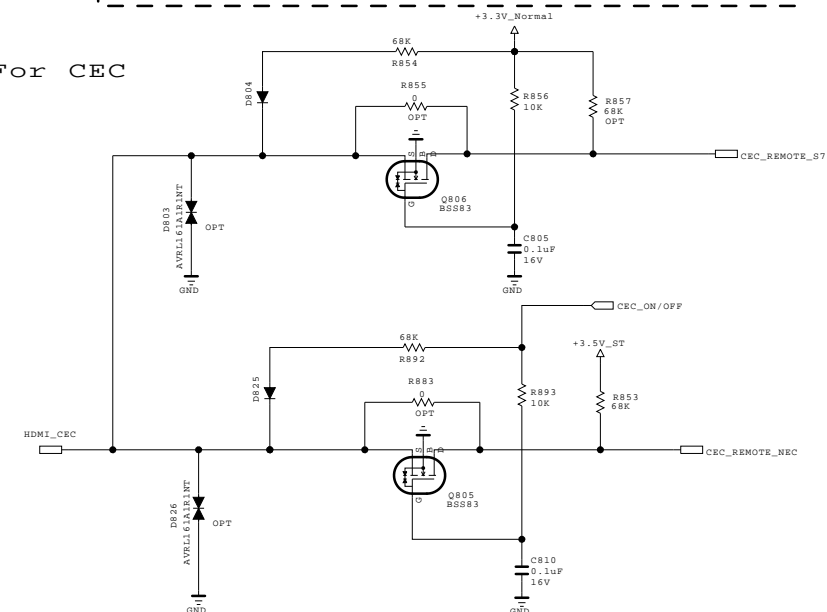 +3.3V_Normal
For CEC
68K
R854
D804
R855
0
OPT
R856
10K
R857
68K
OPT
S
B
D
CEC_REMOTE_S7
G
Q806
BSS83
D803
AVRL161A1R1NT
OPT
C805
0.1uF
16V
GND
GND
CEC_ON/OFF
68K
R892
+3.5V_ST
D825
R883
0
OPT
R893
10K
R853
68K
HDMI_CEC
S
B
D
CEC_REMOTE_NEC
G
Q805
BSS83
D826
AVRL161A1R1NT
OPT
C810
0.1uF
16V
GND
GND